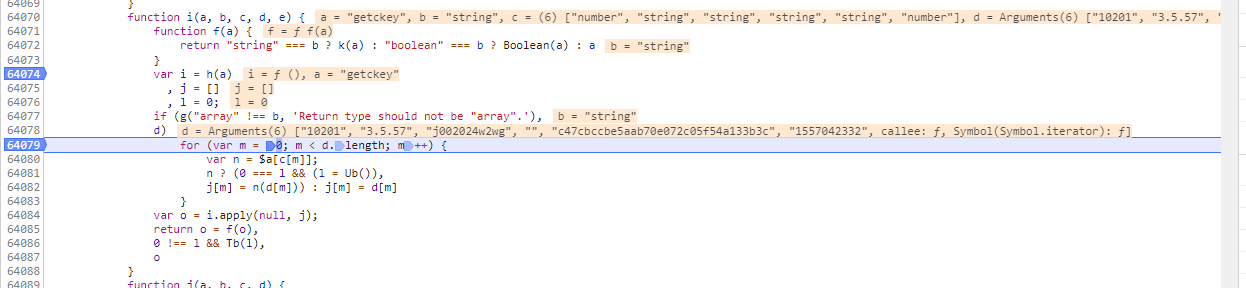 64069 }
64070 function i(a, b, c, d, e) { a = "getckey", b = "string", c = (6) ["number", "string", "string", "string", "string", "number"], d = Arguments(6) ["10201", "3.5.57", "
64071 function f(a) { f = ƒ f(a)
64072 return "string" === b ? k(a) : "boolean" === b ? Boolean(a) : a b = "string"
64073 }
64074 var i = h(a) i = ƒ (), a = "getckey"
64075 , j = [] j = []
64076 , l = 0; l = 0
64077 if (g("array" !== b, 'Return type should not be "array".'), b = "string"
64078 d) d = Arguments(6) ["10201", "3.5.57", "j002024w2wg", "", "c47cbccbe5aab70e072c05f54a133b3c", "1557042332", callee: ƒ, Symbol(Symbol.iterator): ƒ]
64079 for (var m = 0; m < d.length; m++) {
64080 var n = $a[c[m]];
64081 n ? (0 === l && (l = Ub()),
64082 j[m] = n(d[m])) : j[m] = d[m]
64083 }
64084 var o = i.apply(null, j);
64085 return o = f(o),
64086 0 !== l && Tb(l),
64087 o
64088 }
64089 function j(a, b, c, d) {